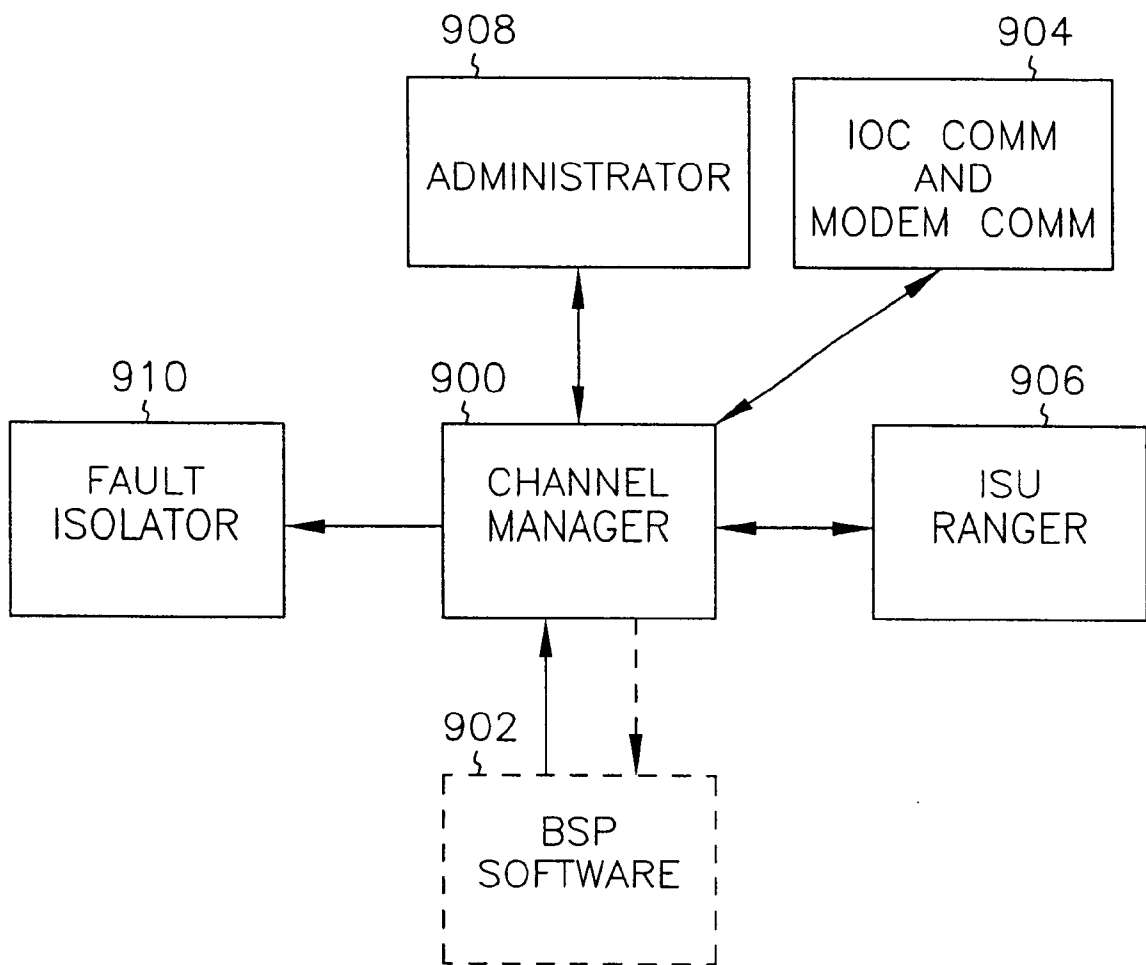 908
ADMINISTRATOR
904
IOC COMM
AND
MODEM COMM
910
FAULT
ISOLATOR
900
CHANNEL
MANAGER
906
ISU
RANGER
902
BSP
SOFTWARE